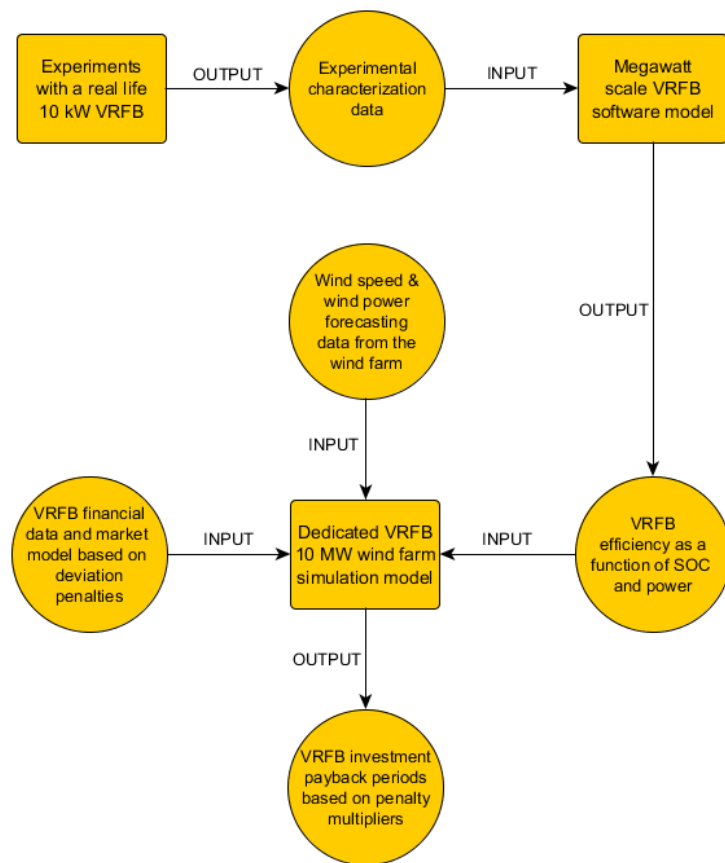 Experiments
with a real life
10 kW VRFB
OUTPUT
Experimental
characterization
data
INPUT
Megawatt
scale VRFB
software model
OUTPUT
Wind speed &
wind power
forecasting
data from the
wind farm
INPUT
VRFB financial
data and market
model based on
deviation
penalties
INPUT
Dedicated VRFB
10 MW wind farm
simulation model
INPUT
VRFB
efficiency as a
function of SOC
and power
OUTPUT
VRFB investment
payback periods
based on penalty
multipliers